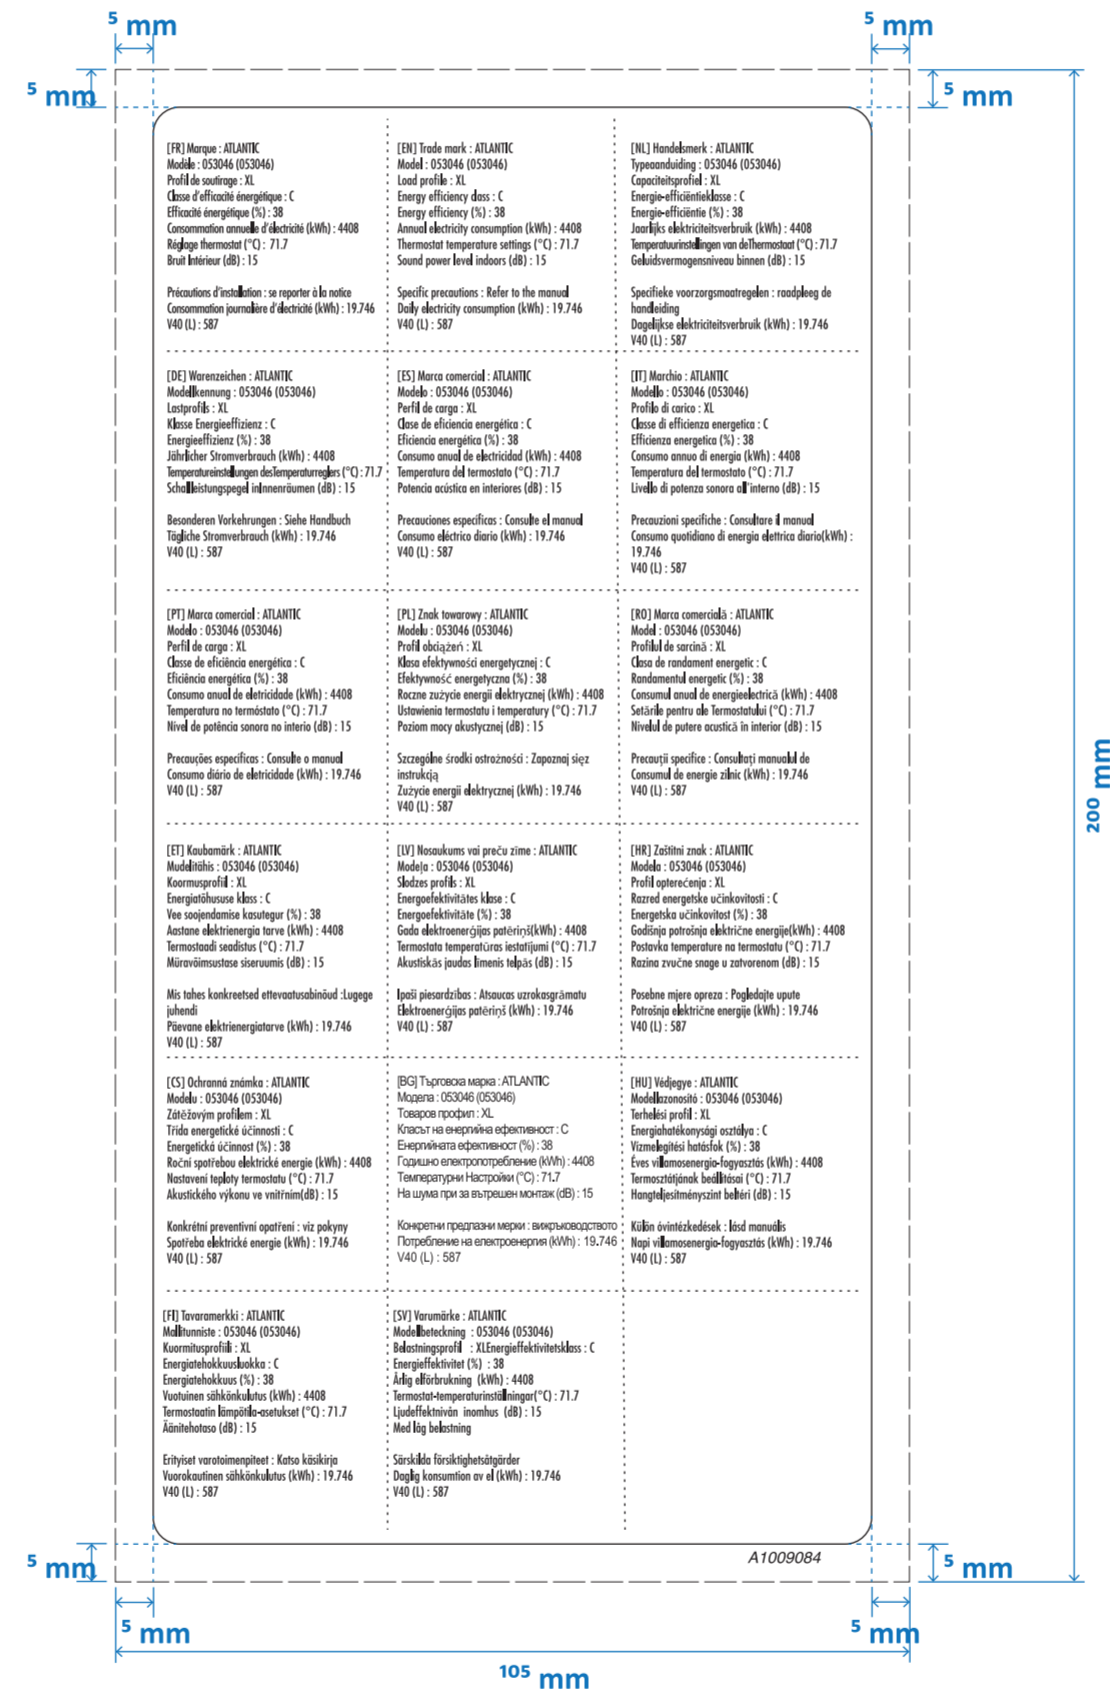 5 mm
5 mm
5 mm
5 mm
[FR] Marque : ATLANTIC
Modèle : 053046 (053046)
Profil de soutirage : XL
Classe d'efficacité énergétique : C
Efficacité énergétique (%) : 38
Consommation annuelle d'électricité (kWh) : 4408
Réglage thermostat (°C) : 71.7
Bruit Intérieur (dB) : 15
Précautions d'installation : se reporter à la notice
Consommation journalière d'électricité (kWh) : 19.746
V40 (L) : 587
[EN] Trade mark : ATLANTIC
Model : 053046 (053046)
Load profile : XL
Energy efficiency class : C
Energy efficiency (%) : 38
Annual electricity consumption (kWh) : 4408
Thermostat temperature settings (°C) : 71.7
Sound power level indoors (dB) : 15
Specific precautions : Refer to the manual
Daily electricity consumption (kWh) : 19.746
V40 (L) : 587
[NL] Handelsmerk : ATLANTIC
Typeaanduiding : 053046 (053046)
Capaciteitsprofiel : XL
Energie-efficiëntieklasse : C
Energie-efficiëntie (%) : 38
Jaarlijks elektriciteitsverbruik (kWh) : 4408
Temperatuurinstellingen van deThermostaat (°C) : 71.7
Geluidsvermogensniveau binnen (dB) : 15
Specifieke voorzorgsmaatregelen : raadpleeg de
handleiding
Dagelijkse elektriciteitsverbruik (kWh) : 19.746
V40 (L) : 587
[DE] Warenzeichen : ATLANTIC
Modellkennung : 053046 (053046)
Lastprofils : XL
Klasse Energieeffizienz : C
Energieeffizienz (%) : 38
Jährlicher Stromverbrauch (kWh) : 4408
Temperatureinstellungen desTemperaturreglers (°C) : 71.7
Schallleistungspegel inInnenräumen (dB) : 15
Besonderen Vorkehrungen : Siehe Handbuch
Tägliche Stromverbrauch (kWh) : 19.746
V40 (L) : 587
[ES] Marca comercial : ATLANTIC
Modelo : 053046 (053046)
Perfil de carga : XL
Clase de eficiencia energética : C
Eficiencia energética (%) : 38
Consumo anual de electricidad (kWh) : 4408
Temperatura del termostato (°C) : 71.7
Potencia acústica en interiores (dB) : 15
Precauciones específicas : Consulte el manual
Consumo eléctrico diario (kWh) : 19.746
V40 (L) : 587
[IT] Marchio : ATLANTIC
Modello : 053046 (053046)
Profilo di carico : XL
Classe di efficienza energetica : C
Efficienza energetica (%) : 38
Consumo annuo di energia (kWh) : 4408
Temperatura del termostato (°C) : 71.7
Livello di potenza sonora all'interno (dB) : 15
Precauzioni specifiche : Consultare il manual
Consumo quotidiano di energia elettrica diario(kWh) :
19.746
V40 (L) : 587
[PT] Marca comercial : ATLANTIC
Modelo : 053046 (053046)
Perfil de carga : XL
Classe de eficiência energética : C
Eficiência energética (%) : 38
Consumo anual de eletricidade (kWh) : 4408
Temperatura no termóstato (°C) : 71.7
Nível de potência sonora no interio (dB) : 15
Precauções específicas : Consulte o manual
Consumo diário de eletricidade (kWh) : 19.746
V40 (L) : 587
[PL] Znak towarowy : ATLANTIC
Modelu : 053046 (053046)
Profil obciążeń : XL
Klasa efektywności energetycznej : C
Efektywność energetyczna (%) : 38
Roczne zużycie energii elektrycznej (kWh) : 4408
Ustawienia termostatu i temperatury (°C) : 71.7
Poziom mocy akustycznej (dB) : 15
Szczególne środki ostrożności : Zapoznaj sięz
instrukcją
Zużycie energii elektrycznej (kWh) : 19.746
V40 (L) : 587
[RO] Marca comercială : ATLANTIC
Model : 053046 (053046)
Profilul de sarcină : XL
Clasa de randament energetic : C
Randamentul energetic (%) : 38
Consumul anual de energieelectrică (kWh) : 4408
Setările pentru ale Termostatului (°C) : 71.7
Nivelul de putere acustică în interior (dB) : 15
Precauții specifice : Consultați manualul de
Consumul de energie zilnic (kWh) : 19.746
V40 (L) : 587
[ET] Kaubamärk : ATLANTIC
Mudelitähis : 053046 (053046)
Koormusprofiil : XL
Energiatõhususe klass : C
Vee soojendamise kasutegur (%) : 38
Aastane elektrienergia tarve (kWh) : 4408
Termostaadi seadistus (°C) : 71.7
Müravõimsustase siseruumis (dB) : 15
Mis tahes konkreetsed ettevaatusabinõud :Lugege
juhendi
Päevane elektrienergiatarve (kWh) : 19.746
V40 (L) : 587
[LV] Nosaukums vai preču zīme : ATLANTIC
Modeļa : 053046 (053046)
Slodzes profils : XL
Energoefektivitātes klase : C
Energoefektivitāte (%) : 38
Gada elektroenerģijas patēriņš(kWh) : 4408
Termostata temperatūras iestatījumi (°C) : 71.7
Akustiskās jaudas līmenis telpās (dB) : 15
Īpaši piesardzības : Atsaucas uzrokasgrāmatu
Elektroenerģijas patēriņš (kWh) : 19.746
V40 (L) : 587
[HR] Zaštitni znak : ATLANTIC
Modela : 053046 (053046)
Profil opterećenja : XL
Razred energetske učinkovitosti : C
Energetska učinkovitost (%) : 38
Godišnja potrošnja električne energije(kWh) : 4408
Postavka temperature na termostatu (°C) : 71.7
Razina zvučne snage u zatvorenom (dB) : 15
Posebne mjere opreza : Pogledajte upute
Potrošnja električne energije (kWh) : 19.746
V40 (L) : 587
[CS] Ochranná známka : ATLANTIC
Modelu : 053046 (053046)
Zátěžovým profilem : XL
Třída energetické účinnosti : C
Energetická účinnost (%) : 38
Roční spotřebou elektrické energie (kWh) : 4408
Nastavení teploty termostatu (°C) : 71.7
Akustického výkonu ve vnitřním(dB) : 15
Konkrétní preventivní opatření : viz pokyny
Spotřeba elektrické energie (kWh) : 19.746
V40 (L) : 587
[BG] Търговска марка : ATLANTIC
Модела : 053046 (053046)
Товаров профил : XL
Класът на енергийна ефективност : C
Енергийната ефективност (%) : 38
Годишно електропотребление (kWh) : 4408
Температурни Настройки (°C) : 71.7
На шума при за вътрешен монтаж (dB) : 15
Конкретни предпазни мерки : вижръководството
Потребление на електроенергия (kWh) : 19.746
V40 (L) : 587
[HU] Védjegye : ATLANTIC
Modellazonosító : 053046 (053046)
Terhelési profil : XL
Energiahatékonysági osztálya : C
Vízmelegítési hatásfok (%) : 38
Éves villamosenergia-fogyasztás (kWh) : 4408
Termosztátjának beállításai (°C) : 71.7
Hangteljesítményszint beltéri (dB) : 15
Külön óvintézkedések : lásd manuális
Napi villamosenergia-fogyasztás (kWh) : 19.746
V40 (L) : 587
[FI] Tavaramerkki : ATLANTIC
Mallitunniste : 053046 (053046)
Kuormitusprofiili : XL
Energiatehokkuusluokka : C
Energiatehokkuus (%) : 38
Vuotuinen sähkönkulutus (kWh) : 4408
Termostaatin lämpötila-asetukset (°C) : 71.7
Äänitehotaso (dB) : 15
Erityiset varotoimenpiteet : Katso käsikirja
Vuorokautinen sähkönkulutus (kWh) : 19.746
V40 (L) : 587
[SV] Varumärke : ATLANTIC
Modellbeteckning : 053046 (053046)
Belastningsprofil : XLEnergieffektivitetsklass : C
Energieffektivitet (%) : 38
Årlig elförbrukning (kWh) : 4408
Termostat-temperaturinställningar(°C) : 71.7
Ljudeffektnivån inomhus (dB) : 15
Med låg belastning
Särskilda försiktighetsåtgärder
Daglig konsumtion av el (kWh) : 19.746
V40 (L) : 587
200 mm
A1009084
5 mm
5 mm
5 mm
5 mm
105 mm